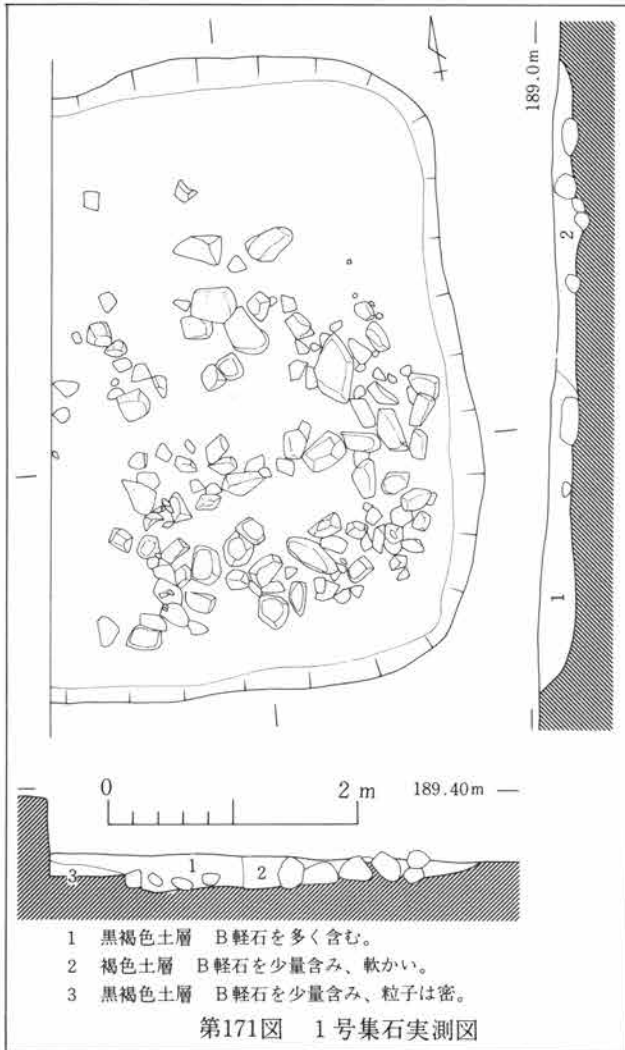 189.0m
2
1
0 2 m 189.40m
1
2
3
1 黒褐色土層 B軽石を多く含む。
2 褐色土層 B軽石を少量含み、軟かい。
3 黒褐色土層 B軽石を少量含み、粒子は密。
第171図 1号集石実測図